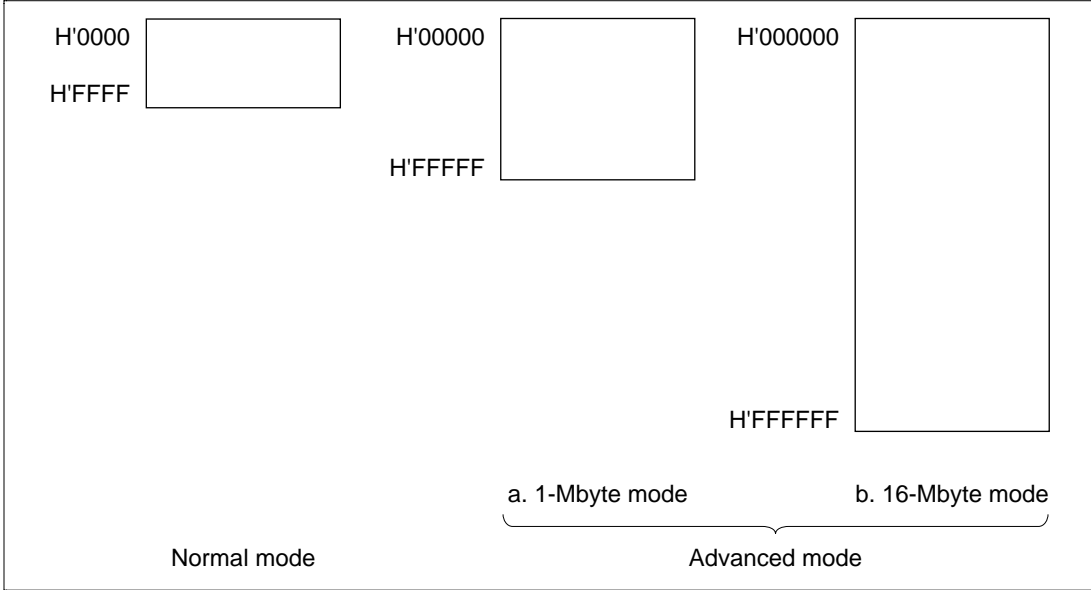 H'0000
H'FFFF
H'00000
H'FFFFF
H'000000
H'FFFFFF
a. 1-Mbyte mode
b. 16-Mbyte mode
Normal mode
Advanced mode